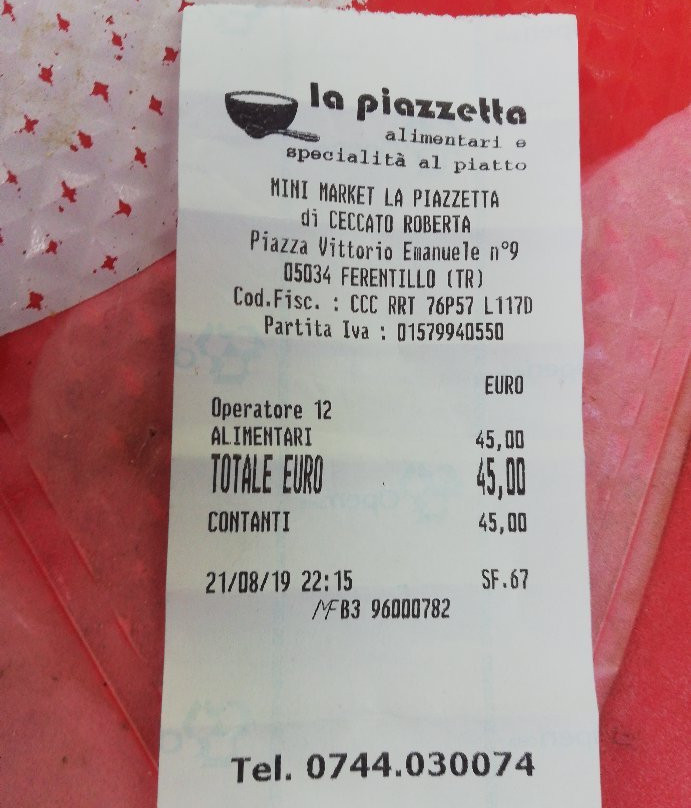 la piazzetta
alimentari e
specialità al piatto
MINI MARKET LA PIAZZETTA
di CECCATO ROBERTA
Piazza Vittorio Emanuele n°9
05034 FERENTILLO (TR)
Cod.Fisc. : CCC RRT 76P57 L117D
Partita Iva : 01579940550
EURO
Operatore 12
ALIMENTARI 45,00
TOTALE EURO 45,00
CONTANTI 45,00
21/08/19 22:15 SF.67
MFB3 96000782
Tel. 0744.030074